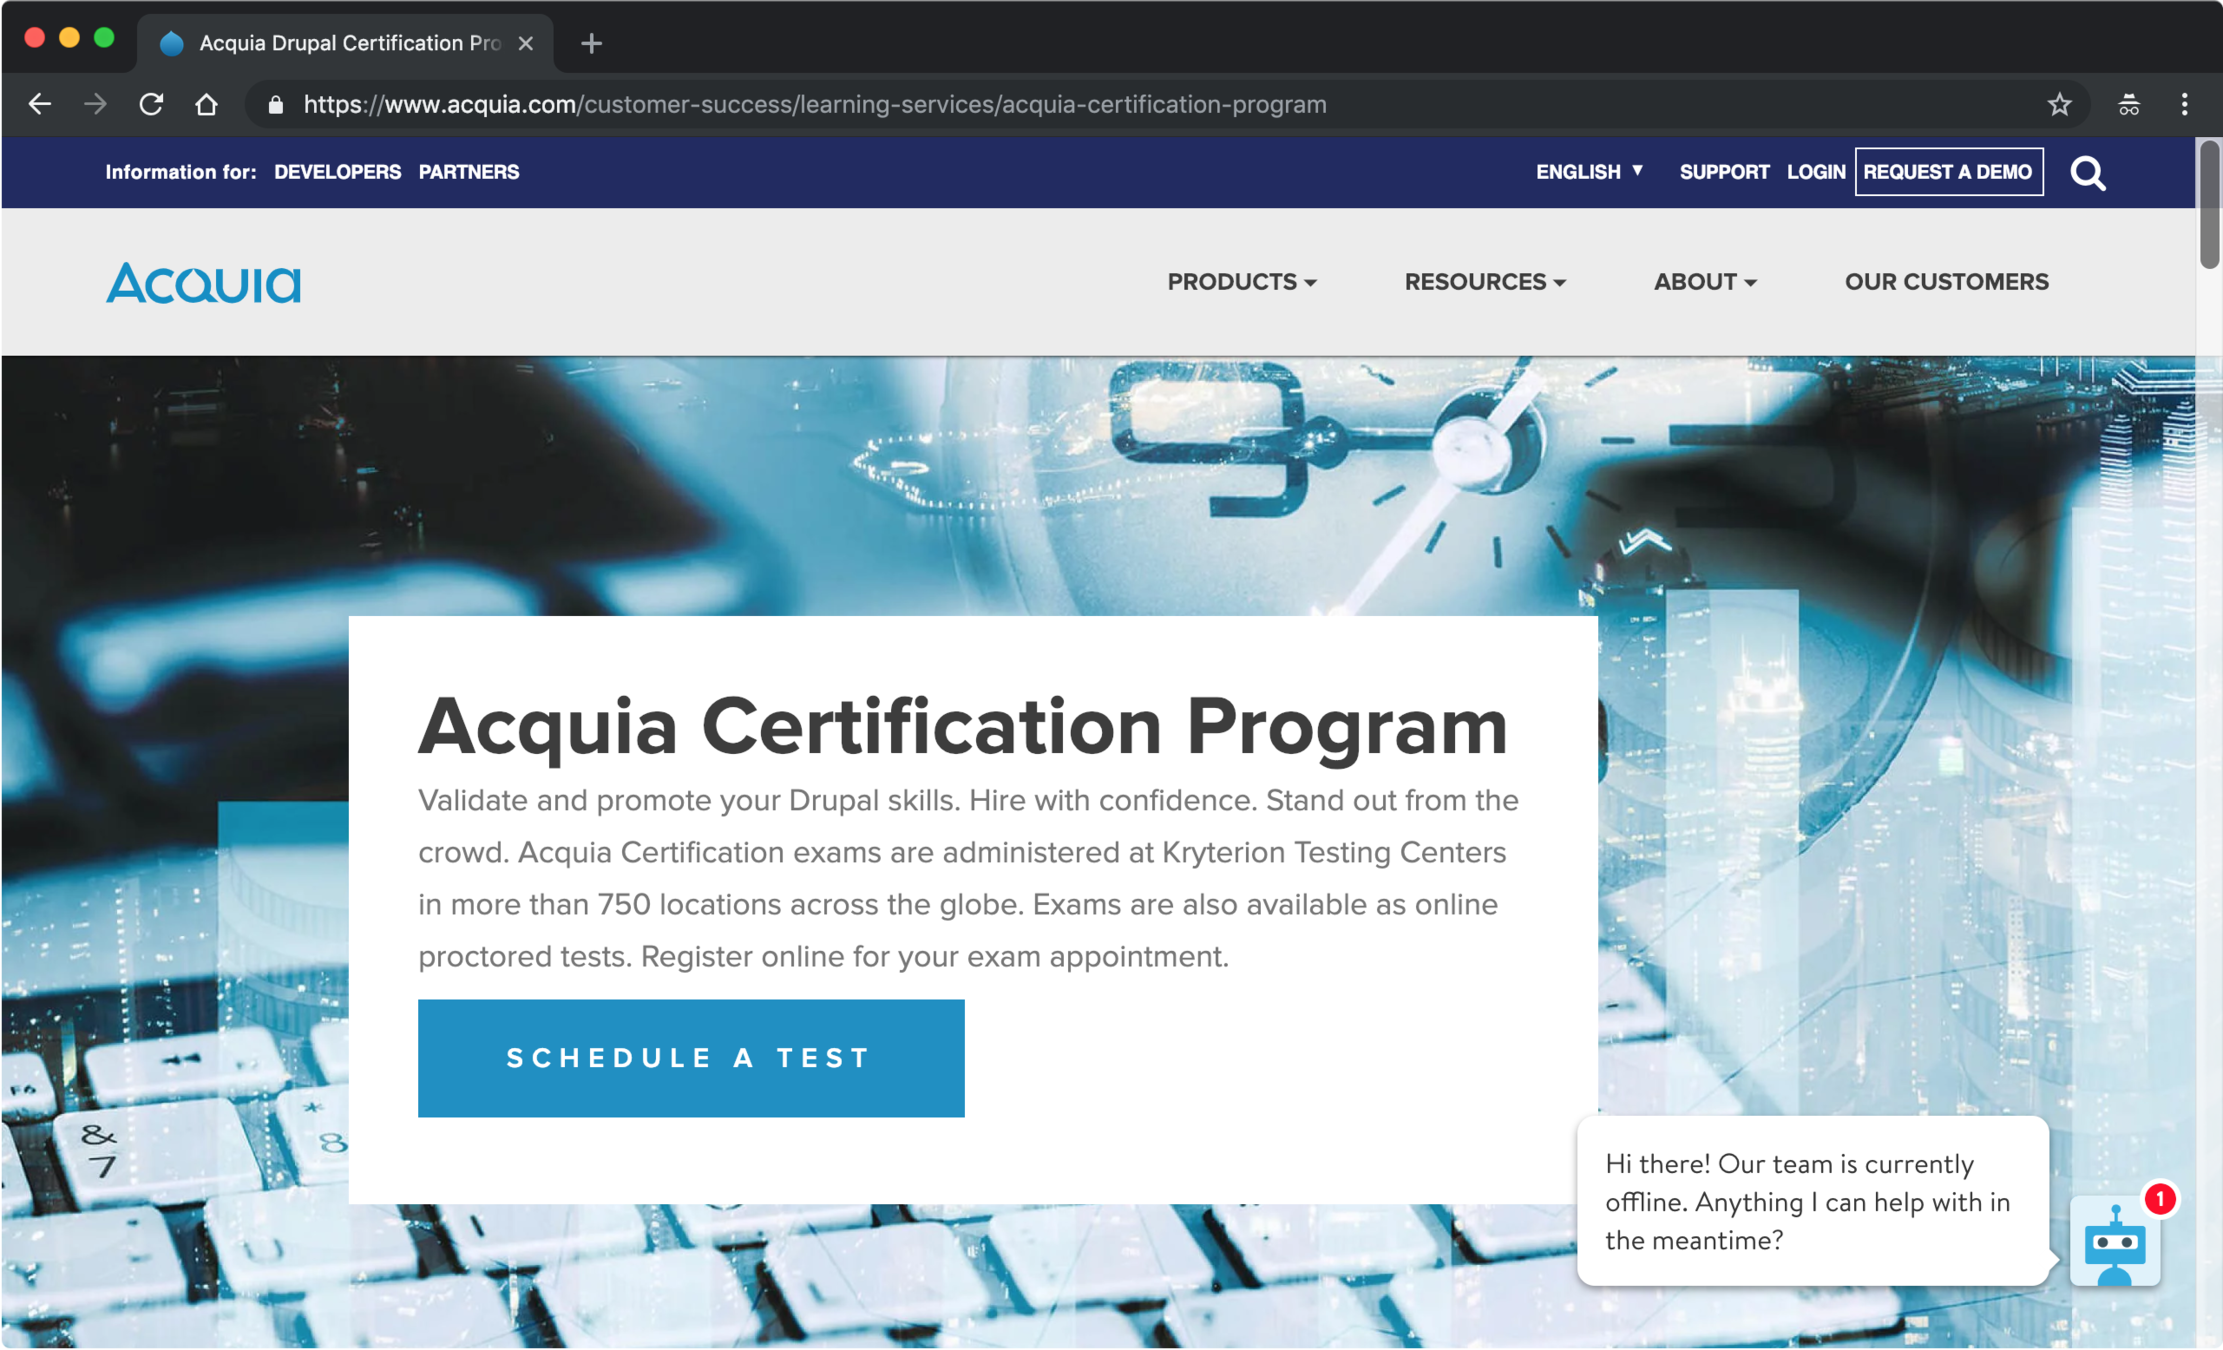 Acquia Drupal Certification Pro
https://www.acquia.com/customer-success/learning-services/acquia-certification-program
Information for: DEVELOPERS PARTNERS
ENGLISH ▼ SUPPORT LOGIN REQUEST A DEMO
Acquia
PRODUCTS RESOURCES ABOUT OUR CUSTOMERS
9
Acquia Certification Program
Validate and promote your Drupal skills. Hire with confidence. Stand out from the
crowd. Acquia Certification exams are administered at Kryterion Testing Centers
in more than 750 locations across the globe. Exams are also available as online
proctored tests. Register online for your exam appointment.
SCHEDULE A TEST
F6
&
7
*
8
Hi there! Our team is currently
offline. Anything I can help with in
the meantime?
1